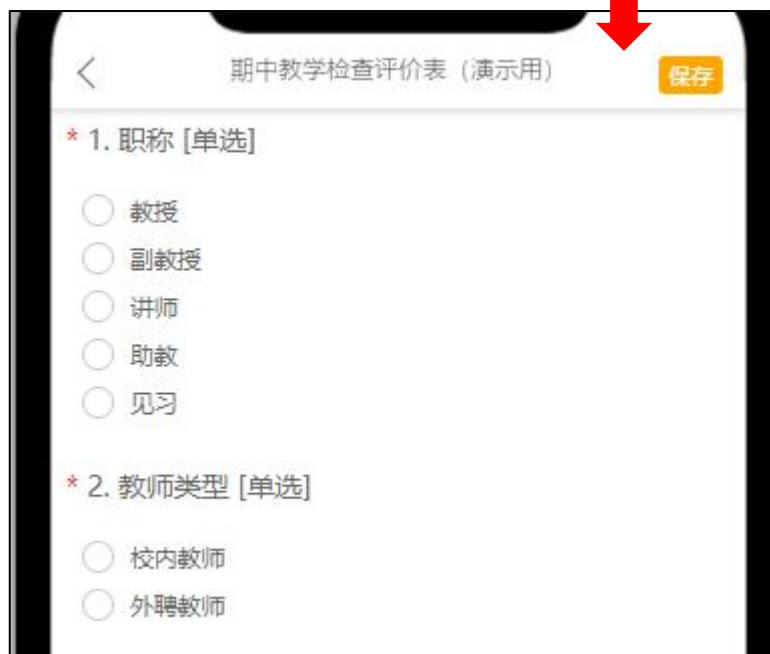 期中教学检查评价表（演示用）
保存
* 1. 职称 [单选]
教授
副教授
讲师
助教
见习
* 2. 教师类型 [单选]
校内教师
外聘教师